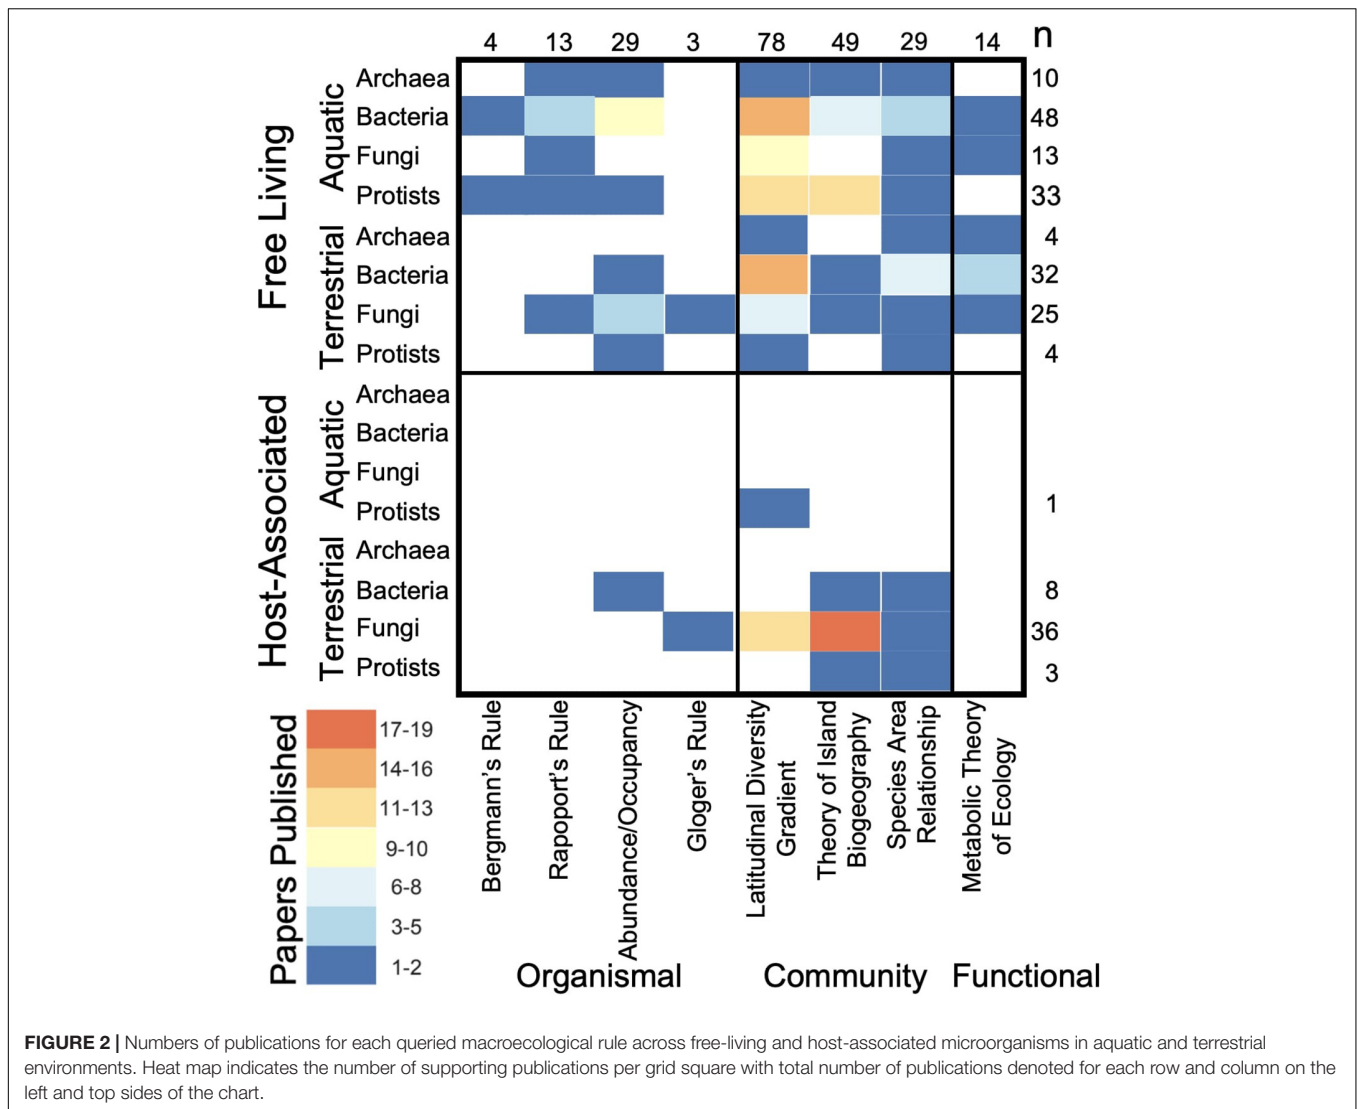 4 13 29 3 78 49 29 14 n
Free Living
Aquatic
Archaea 10
Bacteria 48
Fungi 13
Protists 33
Terrestrial
Archaea 4
Bacteria 32
Fungi 25
Protists 4
Host-Associated
Aquatic
Archaea
Bacteria
Fungi
Protists 1
Terrestrial
Archaea
Bacteria 8
Fungi 36
Protists 3
Papers Published
17-19
14-16
11-13
9-10
6-8
3-5
1-2
Bergmann's Rule
Rapoport's Rule
Abundance/Occupancy
Gloger's Rule
Latitudinal Diversity
Gradient
Theory of Island
Biogeography
Species Area
Relationship
Metabolic Theory
of Ecology
Organismal Community Functional
FIGURE 2 | Numbers of publications for each queried macroecological rule across free-living and host-associated microorganisms in aquatic and terrestrial
environments. Heat map indicates the number of supporting publications per grid square with total number of publications denoted for each row and column on the
left and top sides of the chart.